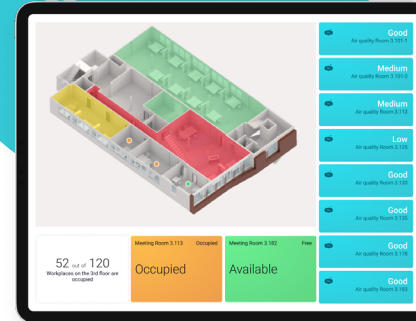 Good
Air quality Room 3.101-1
Medium
Air quality Room 3.101-2
Medium
Air quality Room 3.113
Low
Air quality Room 3.125
Good
Air quality Room 3.133
Good
Air quality Room 3.135
Good
Air quality Room 3.176
Good
Air quality Room 3.183
52 out of 120
Workplaces on the 3rd floor are
occupied
Meeting Room 3.113 Occupied
Occupied
Meeting Room 3.182 Free
Available